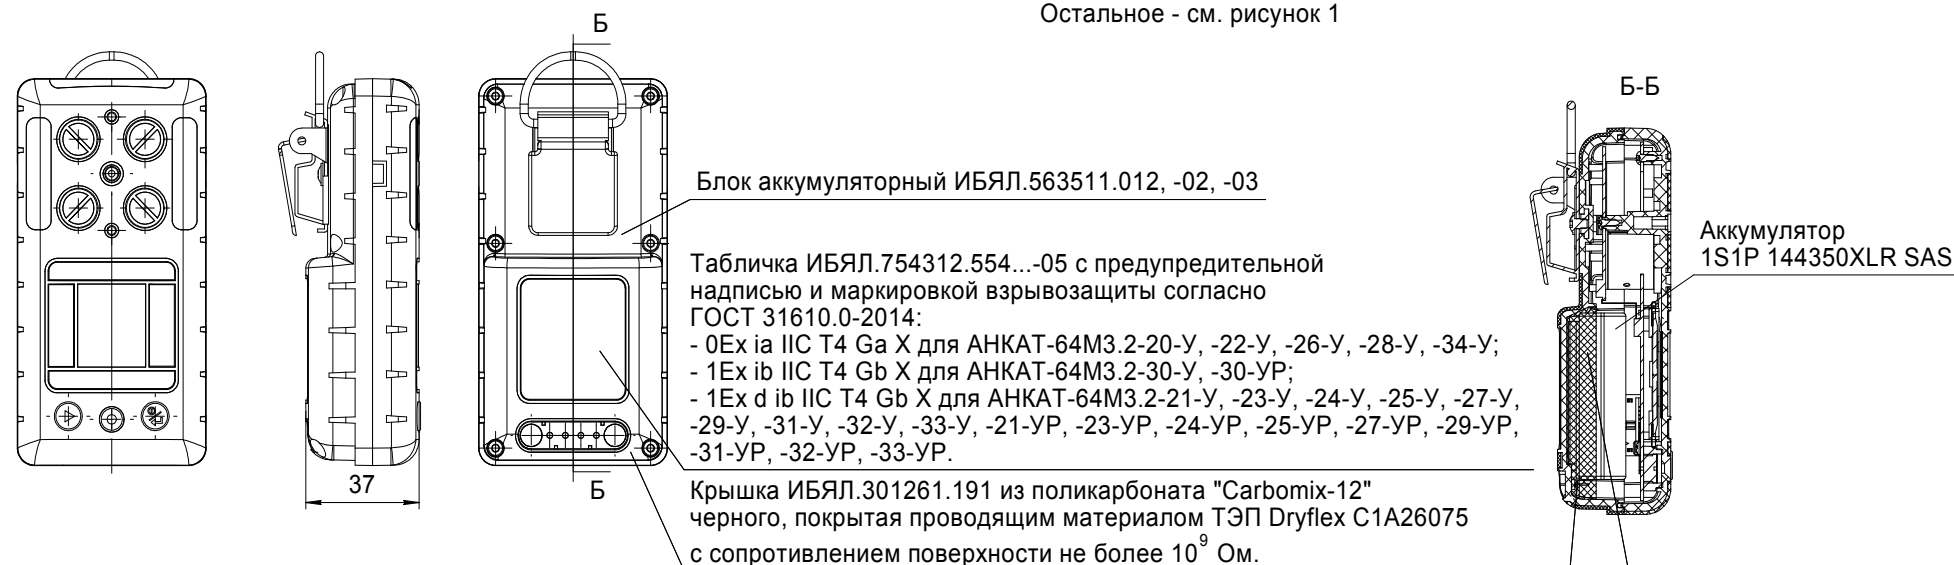 Остальное - см. рисунок 1
Б
Б-Б
Блок аккумуляторный ИБЯЛ.563511.012, -02, -03
Аккумулятор
1S1P 144350XLR SAS
Табличка ИБЯЛ.754312.554...-05 с предупредительной
надписью и маркировкой взрывозащиты согласно
ГОСТ 31610.0-2014:
- 0Ex ia IIC T4 Ga X для АНКАТ-64М3.2-20-У, -22-У, -26-У, -28-У, -34-У;
- 1Ex ib IIC T4 Gb X для АНКАТ-64М3.2-30-У, -30-УР;
- 1Ex d ib IIC T4 Gb X для АНКАТ-64М3.2-21-У, -23-У, -24-У, -25-У, -27-У,
-29-У, -31-У, -32-У, -33-У, -21-УР, -23-УР, -24-УР, -25-УР, -27-УР, -29-УР,
-31-УР, -32-УР, -33-УР.
37
Б
Крышка ИБЯЛ.301261.191 из поликарбоната "Carbomix-12"
черного, покрытая проводящим материалом ТЭП Dryflex C1A26075
с сопротивлением поверхности не более 10⁹ Ом.